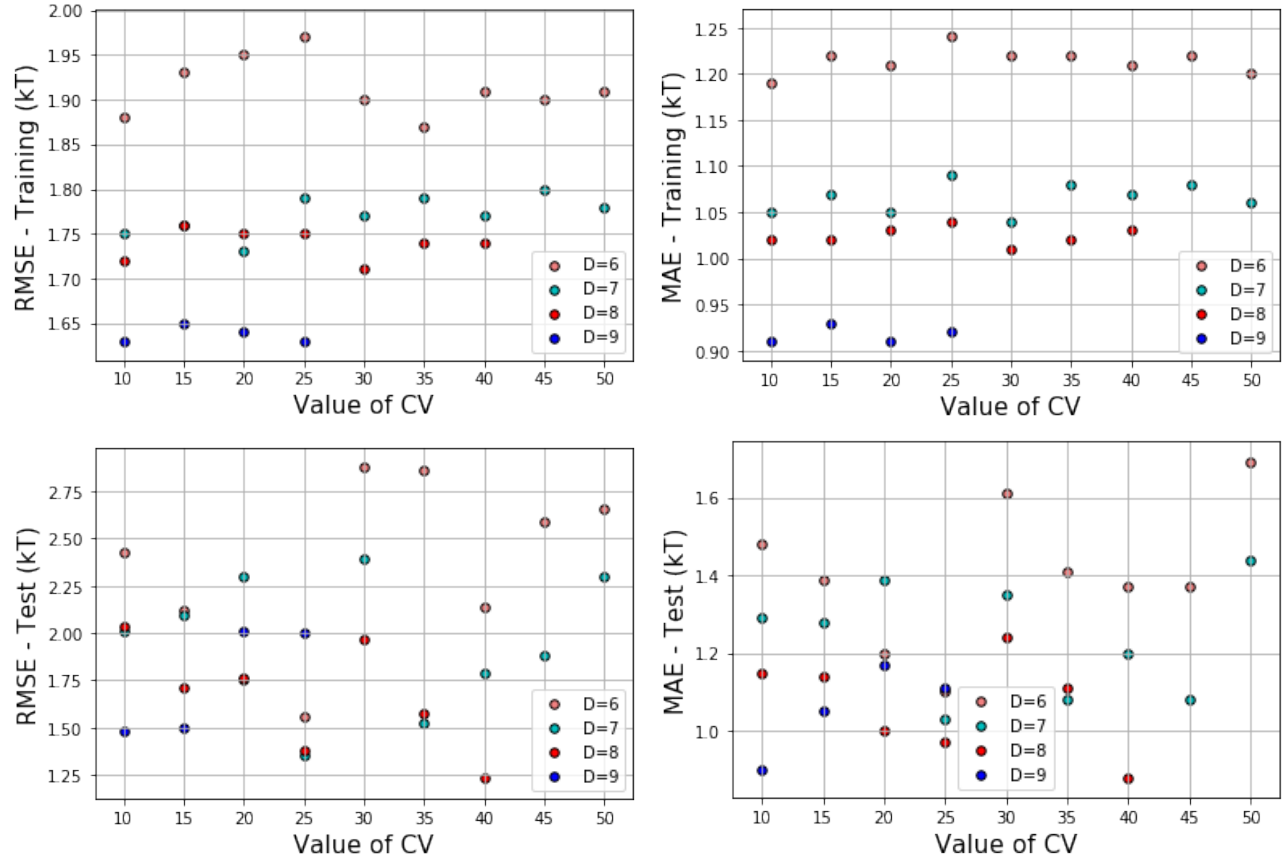 2.00
1.95
1.90
1.85
1.80
1.75
1.70
1.65
RMSE - Training (kT)
10 15 20 25 30 35 40 45 50
Value of CV
D=6
D=7
D=8
D=9
1.25
1.20
1.15
1.10
1.05
1.00
0.95
0.90
MAE - Training (kT)
10 15 20 25 30 35 40 45 50
Value of CV
D=6
D=7
D=8
D=9
2.75
2.50
2.25
2.00
1.75
1.50
1.25
RMSE - Test (kT)
10 15 20 25 30 35 40 45 50
Value of CV
D=6
D=7
D=8
D=9
1.6
1.4
1.2
1.0
MAE - Test (kT)
10 15 20 25 30 35 40 45 50
Value of CV
D=6
D=7
D=8
D=9